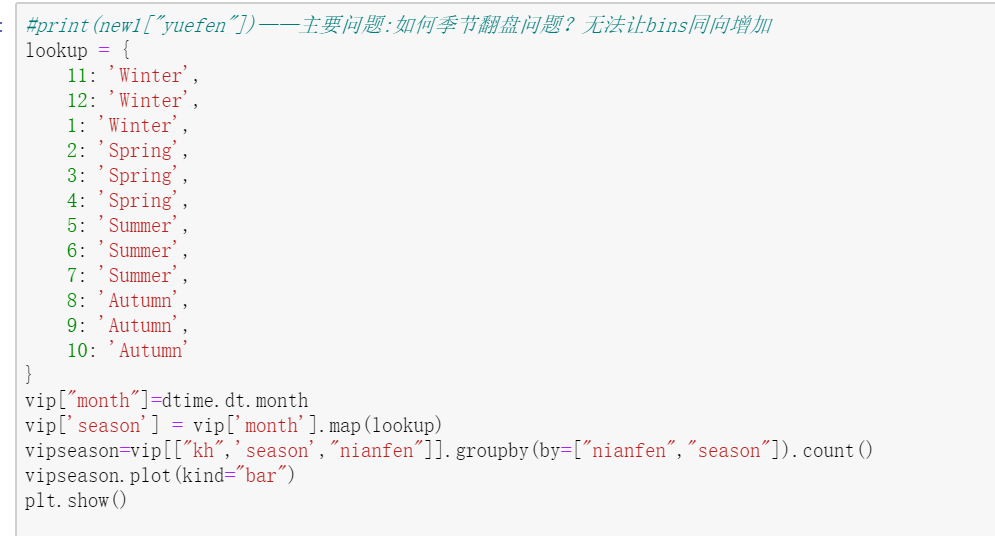 :
#print(new1["yuefen"])——主要问题:如何季节翻盘问题？无法让bins同向增加
lookup = {
    11: 'Winter',
    12: 'Winter',
    1: 'Winter',
    2: 'Spring',
    3: 'Spring',
    4: 'Spring',
    5: 'Summer',
    6: 'Summer',
    7: 'Summer',
    8: 'Autumn',
    9: 'Autumn',
    10: 'Autumn'
}
vip["month"]=dtime.dt.month
vip['season'] = vip['month'].map(lookup)
vipseason=vip[["kh",'season',"nianfen"]].groupby(by=["nianfen","season"]).count()
vipseason.plot(kind="bar")
plt.show()